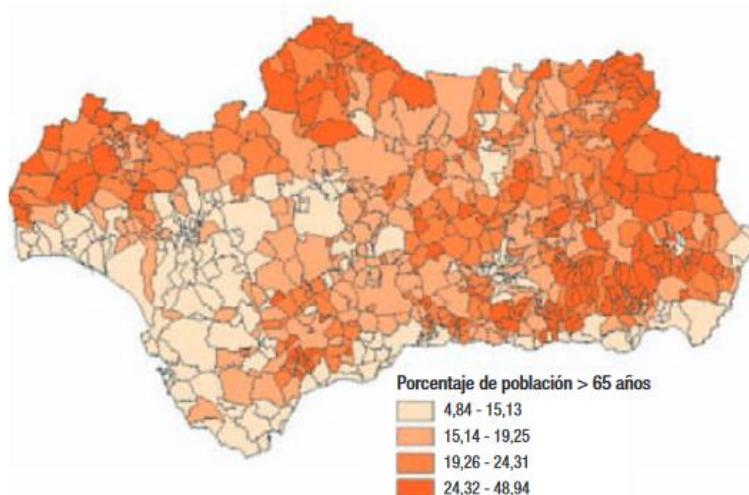 Porcentaje de población > 65 años
4,84 - 15,13
15,14 - 19,25
19,26 - 24,31
24,32 - 48,94